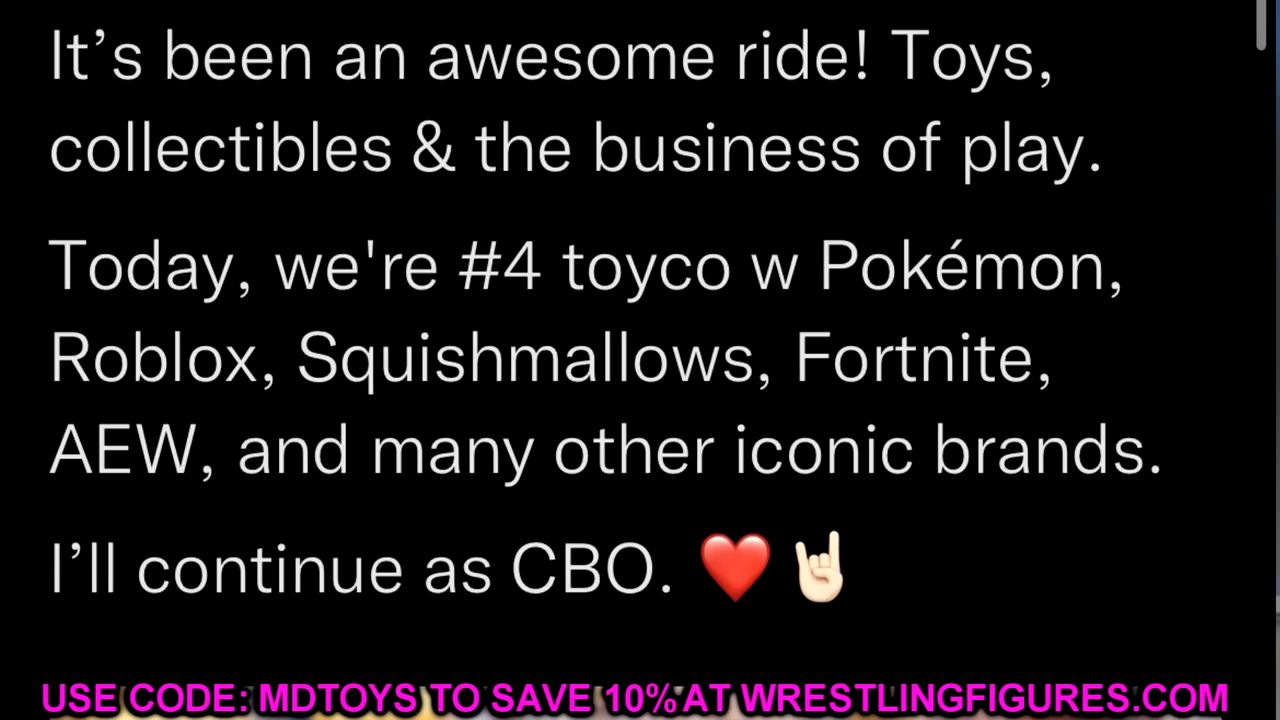 It’s been an awesome ride! Toys,
collectibles & the business of play.
Today, we're #4 toyco w Pokémon,
Roblox, Squishmallows, Fortnite,
AEW, and many other iconic brands.
I’ll continue as CBO. ❤️🤘🏻
USE CODE: MDTOYS TO SAVE 10% AT WRESTLINGFIGURES.COM